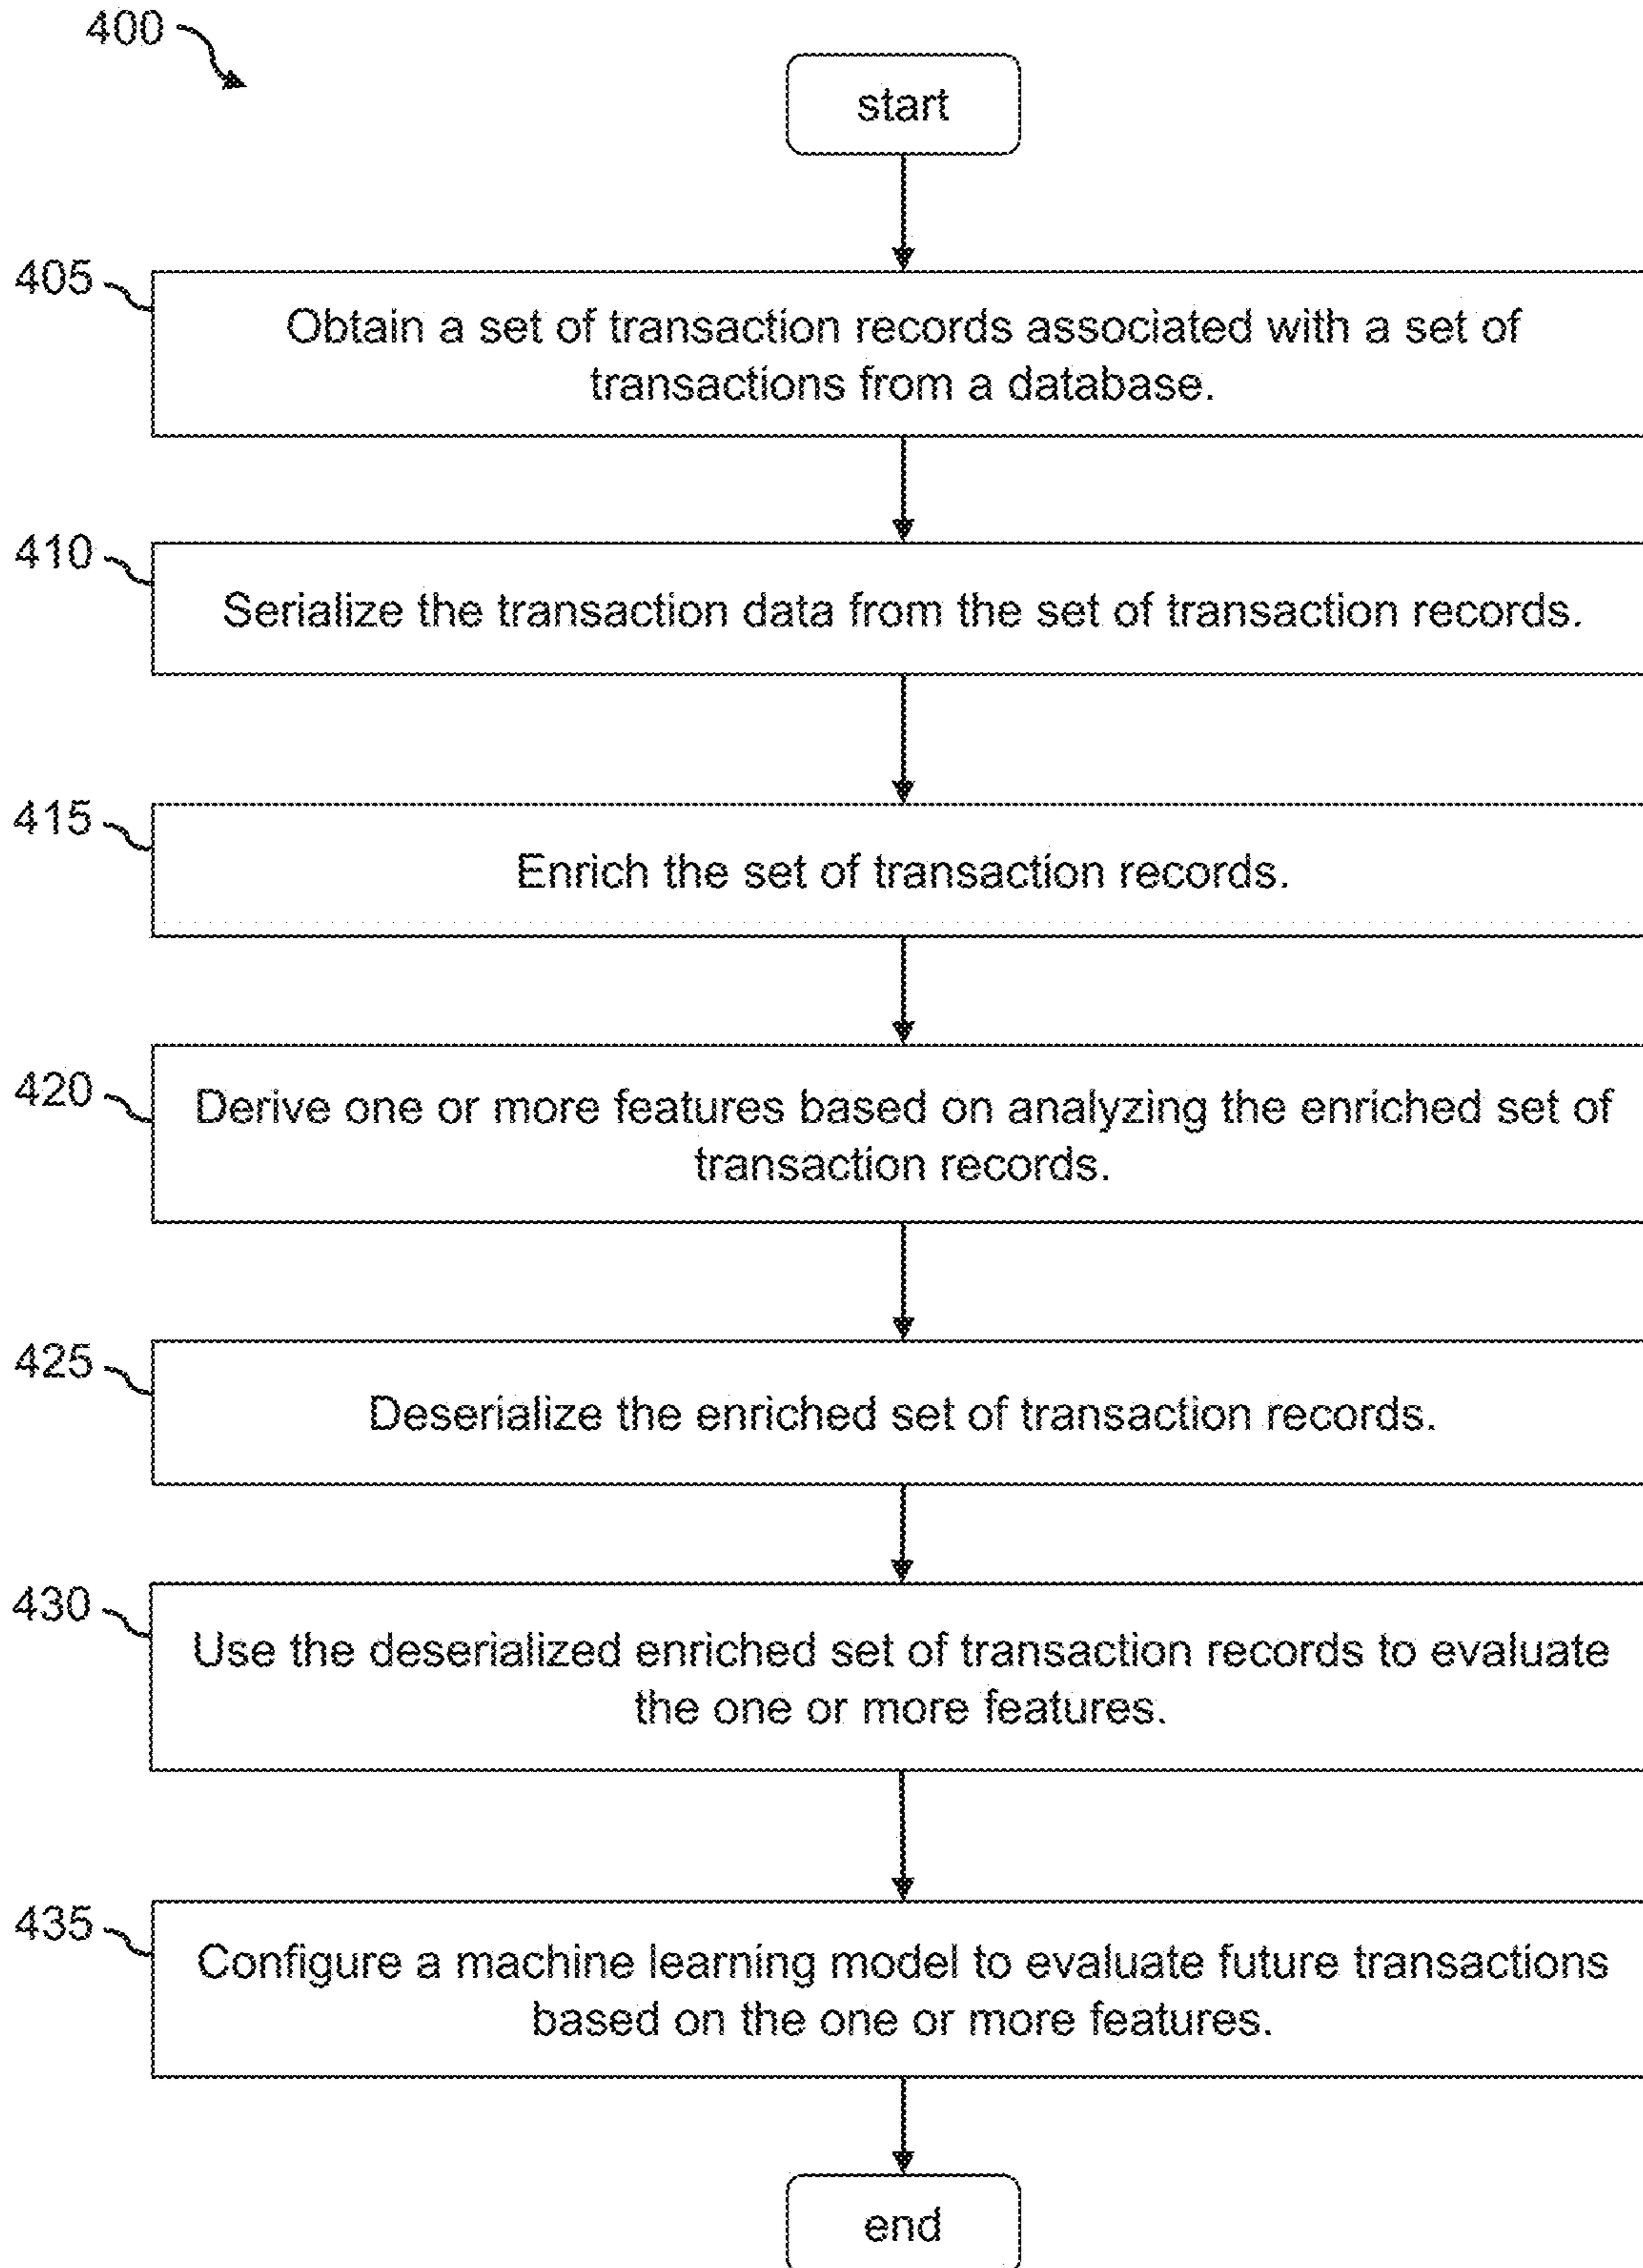 400
start
405
Obtain a set of transaction records associated with a set of
transactions from a database.
410
Serialize the transaction data from the set of transaction records.
415
Enrich the set of transaction records.
420
Derive one or more features based on analyzing the enriched set of
transaction records.
425
Deserialize the enriched set of transaction records.
430
Use the deserialized enriched set of transaction records to evaluate
the one or more features.
435
Configure a machine learning model to evaluate future transactions
based on the one or more features.
end